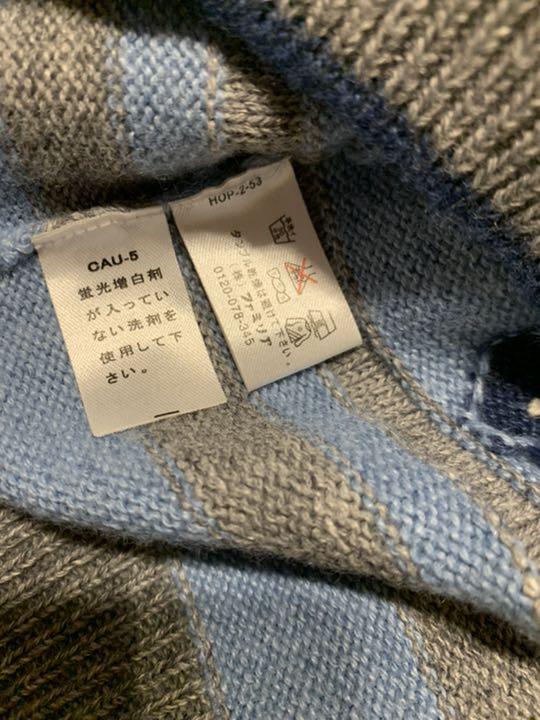 CAU-5
蛍光増白剤
が入ってい
ない洗剤を
使用して下
さい。
HOP-2-53
タンブル乾燥は避けて下さい。
(株)ファミリア
0120-078-345